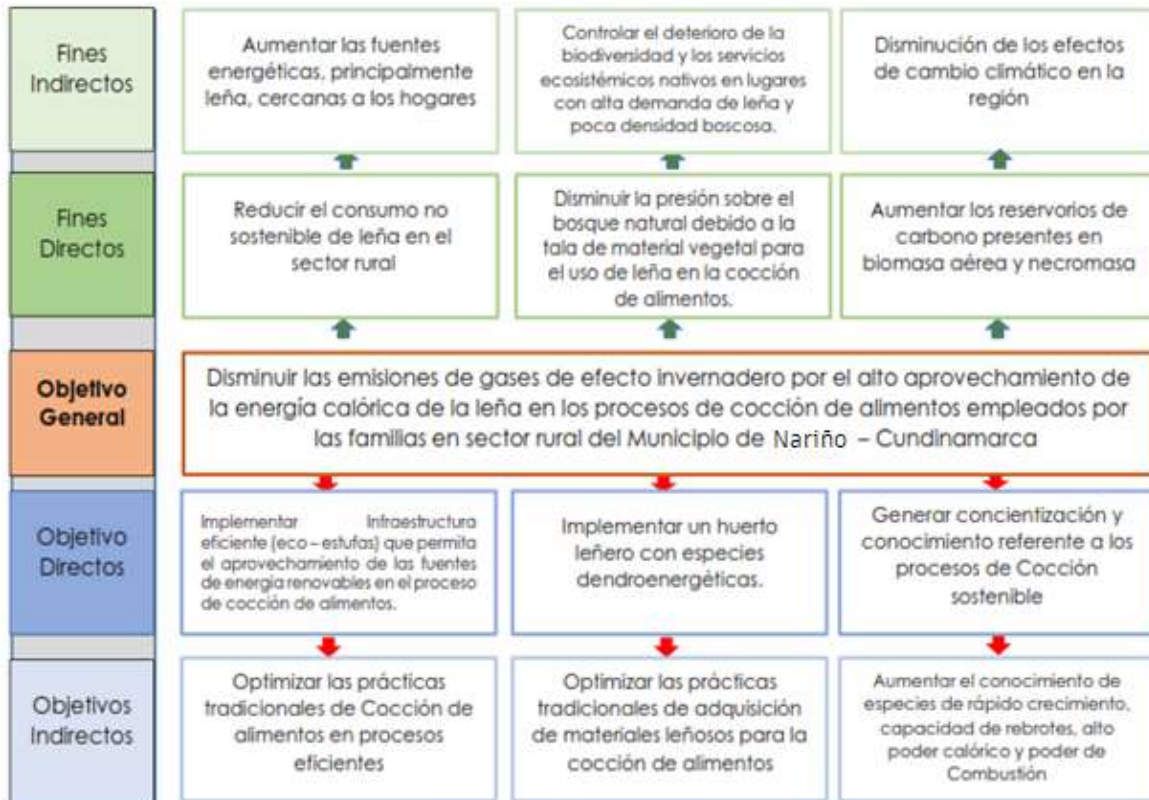 Fines
Indirectos
Aumentar las fuentes
energéticas, principalmente
leña, cercanas a los hogares
Controlar el deterioro de la
biodiversidad y los servicios
ecosistémicos nativos en lugares
con alta demanda de leña y
poca densidad boscosa.
Disminución de los efectos
de cambio climático en la
región
Fines
Directos
Reducir el consumo no
sostenible de leña en el
sector rural
Disminuir la presión sobre el
bosque natural debido a la
tala de material vegetal para
el uso de leña en la cocción
de alimentos.
Aumentar los reservorios de
carbono presentes en
biomasa aérea y necromasa
Objetivo
General
Disminuir las emisiones de gases de efecto invernadero por el alto aprovechamiento de
la energía calórica de la leña en los procesos de cocción de alimentos empleados por
las familias en sector rural del Municipio de Nariño – Cundinamarca
Objetivo
Directos
Implementar Infraestructura
eficiente (eco – estufas) que permita
el aprovechamiento de las fuentes
de energía renovables en el proceso
de cocción de alimentos.
Implementar un huerto
leñero con especies
dendroenergéticas.
Generar concientización y
conocimiento referente a los
procesos de Cocción
sostenible
Objetivos
Indirectos
Optimizar las prácticas
tradicionales de Cocción de
alimentos en procesos
eficientes
Optimizar las prácticas
tradicionales de adquisición
de materiales leñosos para la
cocción de alimentos
Aumentar el conocimiento de
especies de rápido crecimiento,
capacidad de rebrotes, alto
poder calórico y poder de
Combustión